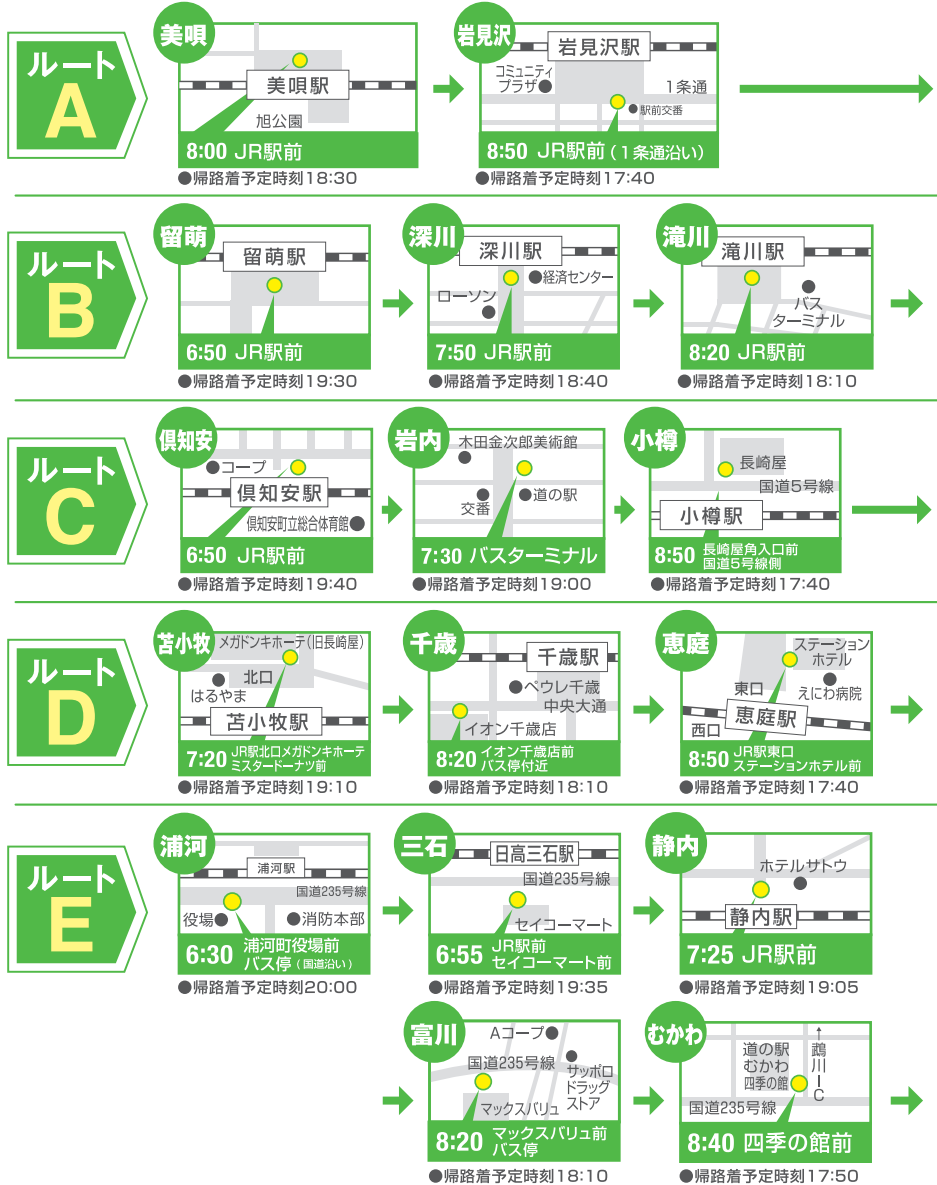 ルート
A
美唄
美唄駅
旭公園
8:00 JR駅前
●帰路着予定時刻18:30
岩見沢
岩見沢駅
コミュニティ
プラザ
1条通
駅前交番
8:50 JR駅前(1条通沿い)
●帰路着予定時刻17:40
ルート
B
留萌
留萌駅
6:50 JR駅前
●帰路着予定時刻19:30
深川
深川駅
経済センター
ローソン
7:50 JR駅前
●帰路着予定時刻18:40
滝川
滝川駅
バス
ターミナル
8:20 JR駅前
●帰路着予定時刻18:10
ルート
C
倶知安
コープ
倶知安駅
倶知安町立総合体育館
6:50 JR駅前
●帰路着予定時刻19:40
岩内
木田金次郎美術館
交番
道の駅
7:30 バスターミナル
●帰路着予定時刻19:00
小樽
長崎屋
国道5号線
小樽駅
8:50 長崎屋角入口前
国道5号線側
●帰路着予定時刻17:40
ルート
D
苫小牧
メガドンキホーテ(旧長崎屋)
北口
はるやま
苫小牧駅
7:20 JR駅北口メガドンキホーテ
ミスタードーナツ前
●帰路着予定時刻19:10
千歳
千歳駅
ペウレ千歳
中央大通
イオン千歳店
8:20 イオン千歳店前
バス停付近
●帰路着予定時刻18:10
恵庭
ステーション
ホテル
東口
えにわ病院
恵庭駅
西口
8:50 JR駅東口
ステーションホテル前
●帰路着予定時刻17:40
ルート
E
浦河
浦河駅
国道235号線
役場
消防本部
6:30 浦河町役場前
バス停(国道沿い)
●帰路着予定時刻20:00
三石
日高三石駅
国道235号線
セイコーマート
6:55 JR駅前
セイコーマート前
●帰路着予定時刻19:35
静内
ホテルサトウ
静内駅
7:25 JR駅前
●帰路着予定時刻19:05
富川
Aコープ
国道235号線
サッポロ
ドラッグ
ストア
マックスバリュ
8:20 マックスバリュ前
バス停
●帰路着予定時刻18:10
むかわ
道の駅
むかわ
四季の館
↑鵡川IC
国道235号線
8:40 四季の館前
●帰路着予定時刻17:50